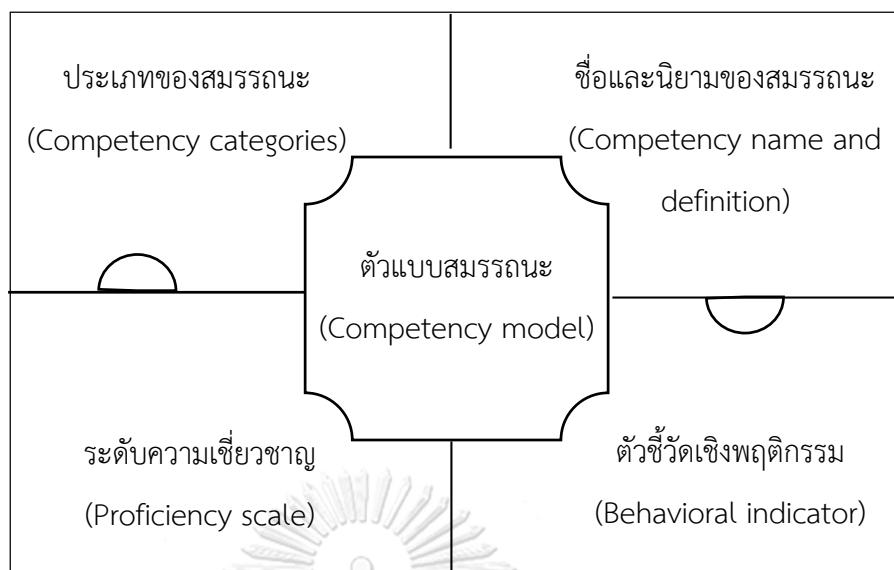 ประเภทของสมรรถนะ
(Competency categories)
ชื่อและนิยามของสมรรถนะ
(Competency name and
definition)
ตัวแบบสมรรถนะ
(Competency model)
ระดับความเชี่ยวชาญ
(Proficiency scale)
ตัวชี้วัดเชิงพฤติกรรม
(Behavioral indicator)